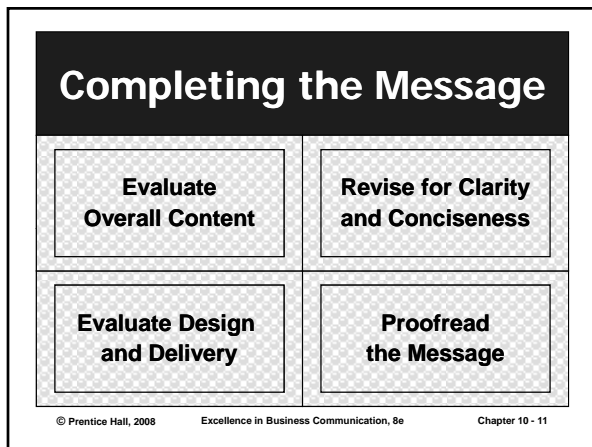 Completing the Message
Evaluate
Overall Content
Revise for Clarity
and Conciseness
Evaluate Design
and Delivery
Proofread
the Message
© Prentice Hall, 2008 Excellence in Business Communication, 8e Chapter 10 - 11